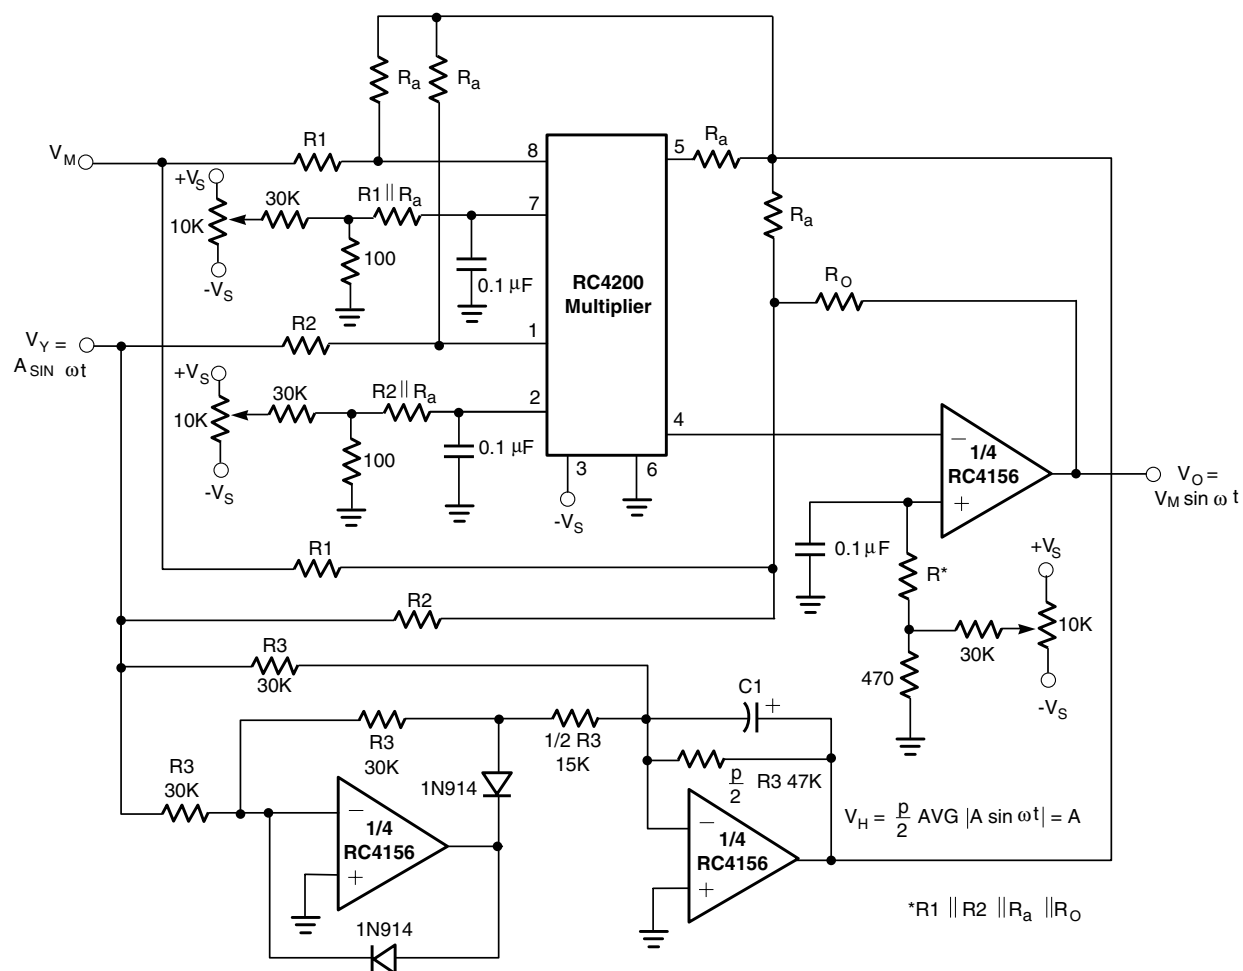 Ra
Ra
VM
R1
8
5
Ra
+VS
30K
R1 || Ra
7
10K
100
0.1 μF
-VS
Ra
RC4200
Multiplier
RO
VY =
A SIN ωt
R2
1
+VS
30K
R2 || Ra
2
10K
100
0.1 μF
-VS
3
6
-VS
4
−
1/4
RC4156
+
VO =
VM sin ω t
0.1 μF
R*
+VS
10K
30K
470
-VS
R1
R2
R3
30K
R3
30K
1/2 R3
15K
C1
+
p/2 R3 47K
R3
30K
1N914
−
1/4
RC4156
+
1N914
−
1/4
RC4156
+
VH = p/2 AVG |A sin ωt| = A
*R1 || R2 || Ra || RO